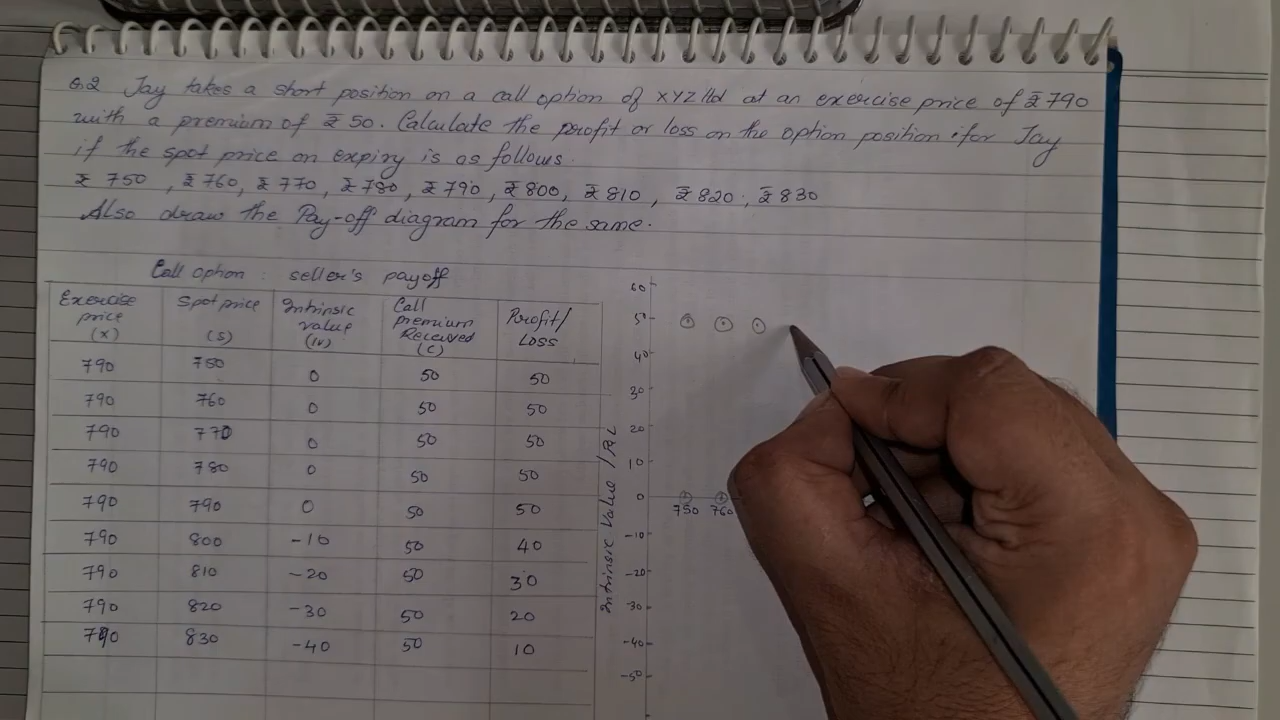 Q.2 Jay takes a short position on a call option of XYZ ltd at an exercise price of ₹790
with a premium of ₹50. Calculate the profit or loss on the option position for Jay
if the spot price on expiry is as follows.
₹750, ₹760, ₹770, ₹780, ₹790, ₹800, ₹810, ₹820, ₹830
Also draw the Pay-off diagram for the same.
Call option : seller's payoff
Exercise price (X) Spot price (S) Intrinsic value (IV) Call premium Received (C) Profit/ Loss
790 750 0 50 50
790 760 0 50 50
790 770 0 50 50
790 780 0 50 50
790 790 0 50 50
790 800 -10 50 40
790 810 -20 50 30
790 820 -30 50 20
790 830 -40 50 10
60
50
40
30
20
10
0
-10
-20
-30
-40
-50
Intrinsic Value / P/L
750 760